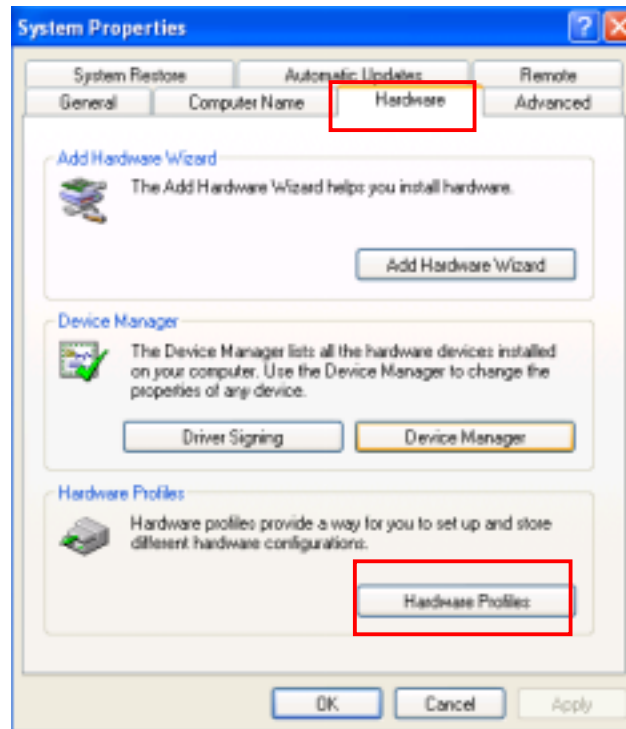 System Properties
System Restore Automatic Updates Remote
General Computer Name Hardware Advanced
Add Hardware Wizard
The Add Hardware Wizard helps you install hardware.
Add Hardware Wizard
Device Manager
The Device Manager lists all the hardware devices installed
on your computer. Use the Device Manager to change the
properties of any device.
Driver Signing Device Manager
Hardware Profiles
Hardware profiles provide a way for you to set up and store
different hardware configurations.
Hardware Profiles
OK Cancel Apply